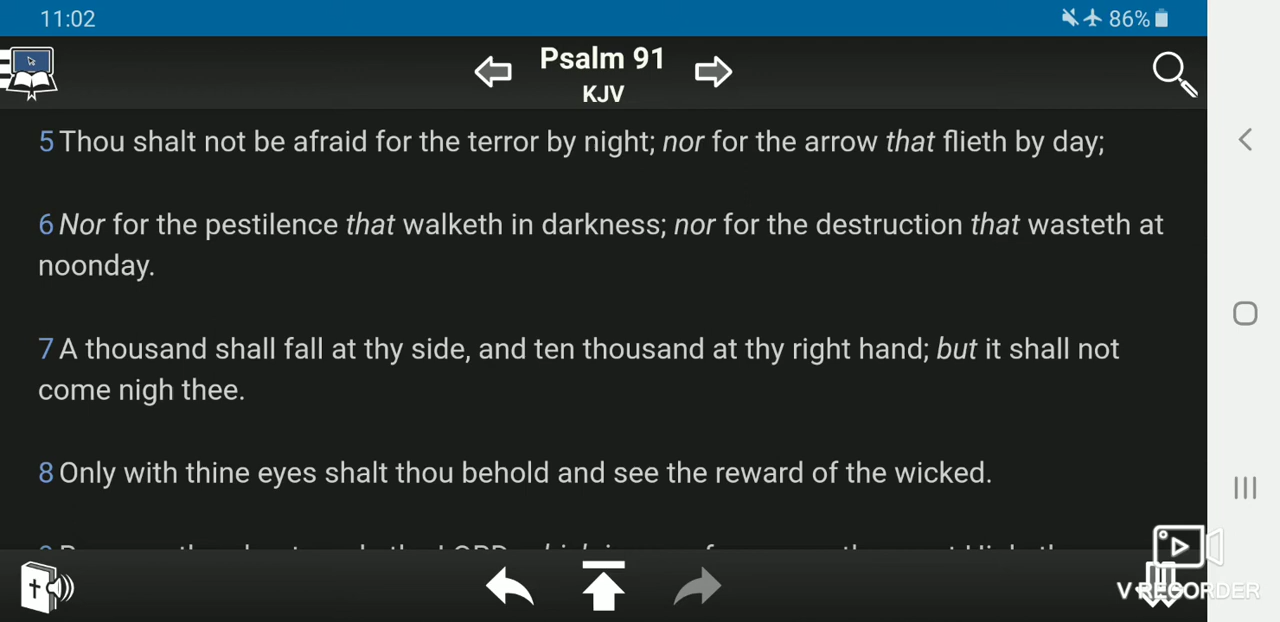 11:02
86%
Psalm 91
KJV
5 Thou shalt not be afraid for the terror by night; nor for the arrow that flieth by day;
6 Nor for the pestilence that walketh in darkness; nor for the destruction that wasteth at
noonday.
7 A thousand shall fall at thy side, and ten thousand at thy right hand; but it shall not
come nigh thee.
8 Only with thine eyes shalt thou behold and see the reward of the wicked.
V RECORDER